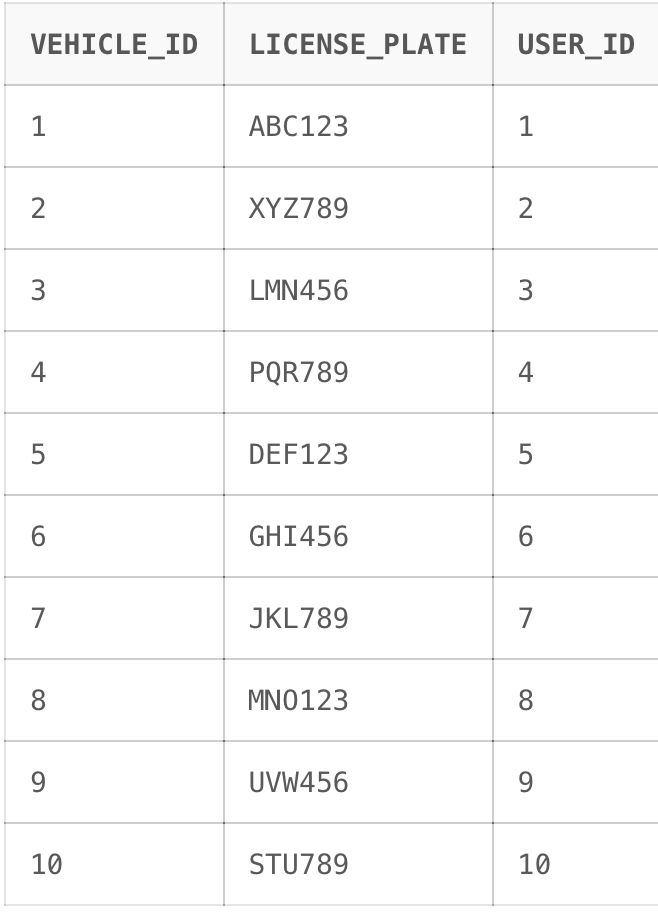 VEHICLE_ID LICENSE_PLATE USER_ID
1 ABC123 1
2 XYZ789 2
3 LMN456 3
4 PQR789 4
5 DEF123 5
6 GHI456 6
7 JKL789 7
8 MNO123 8
9 UVW456 9
10 STU789 10